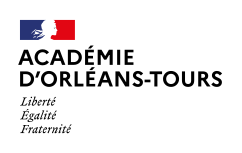 ACADÉMIE
D'ORLÉANS-TOURS
Liberté
Égalité
Fraternité